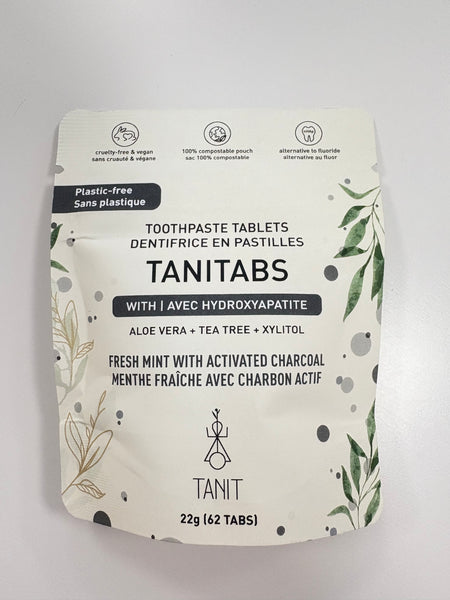 cruelty-free & vegan
sans cruauté & végane
100% compostable pouch
sac 100% compostable
alternative to fluoride
alternative au fluor
Plastic-free
Sans plastique
TOOTHPASTE TABLETS
DENTIFRICE EN PASTILLES
TANITABS
WITH | AVEC HYDROXYAPATITE
ALOE VERA + TEA TREE + XYLITOL
FRESH MINT WITH ACTIVATED CHARCOAL
MENTHE FRAÎCHE AVEC CHARBON ACTIF
TANIT
22g (62 TABS)